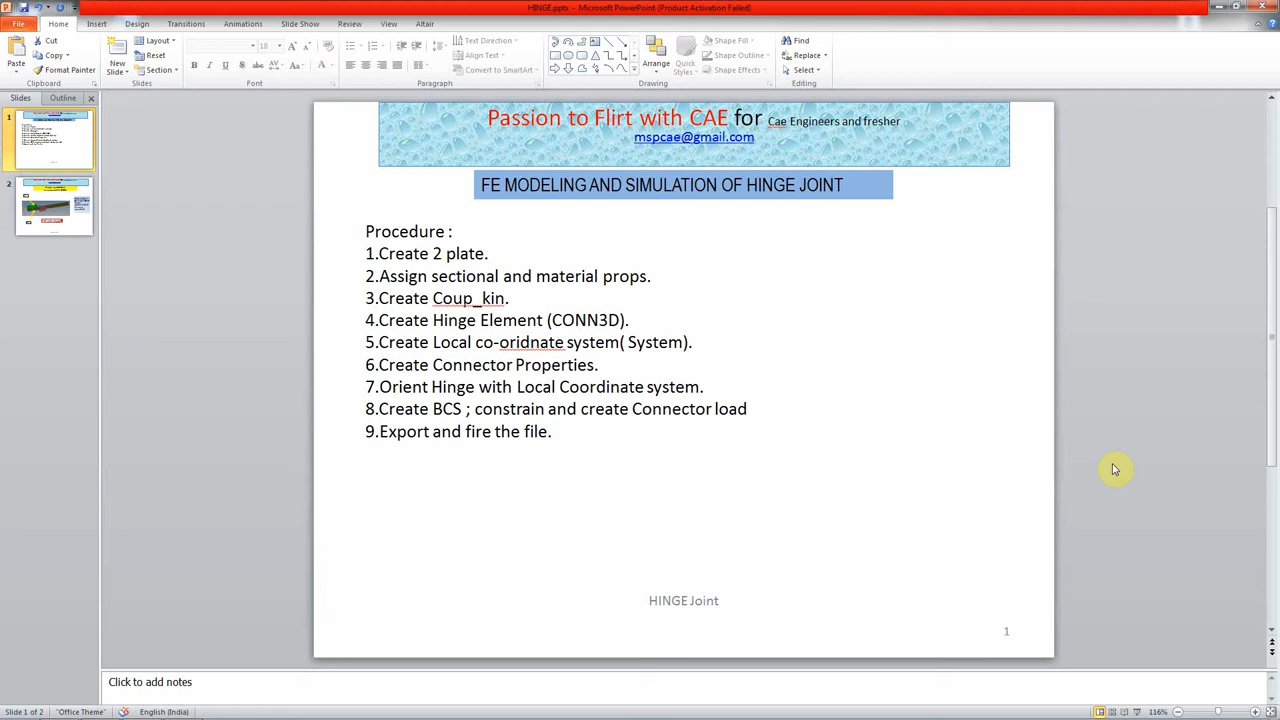 HINGE.pptx - Microsoft PowerPoint (Product Activation Failed)
File Home Insert Design Transitions Animations Slide Show Review View Altair
Cut
Copy
Format Painter
Paste
Clipboard
New
Slide
Layout
Reset
Section
Slides
18
Font
Text Direction
Align Text
Convert to SmartArt
Paragraph
Arrange
Quick
Styles
Shape Fill
Shape Outline
Shape Effects
Drawing
Find
Replace
Select
Editing
Slides Outline
1
2
Passion to Flirt with CAE for Cae Engineers and fresher
mspcae@gmail.com
FE MODELING AND SIMULATION OF HINGE JOINT
Procedure :
1.Create 2 plate.
2.Assign sectional and material props.
3.Create Coup_kin.
4.Create Hinge Element (CONN3D).
5.Create Local co-oridnate system( System).
6.Create Connector Properties.
7.Orient Hinge with Local Coordinate system.
8.Create BCS ; constrain and create Connector load
9.Export and fire the file.
HINGE Joint
1
Click to add notes
Slide 1 of 2 "Office Theme" English (India) 116%